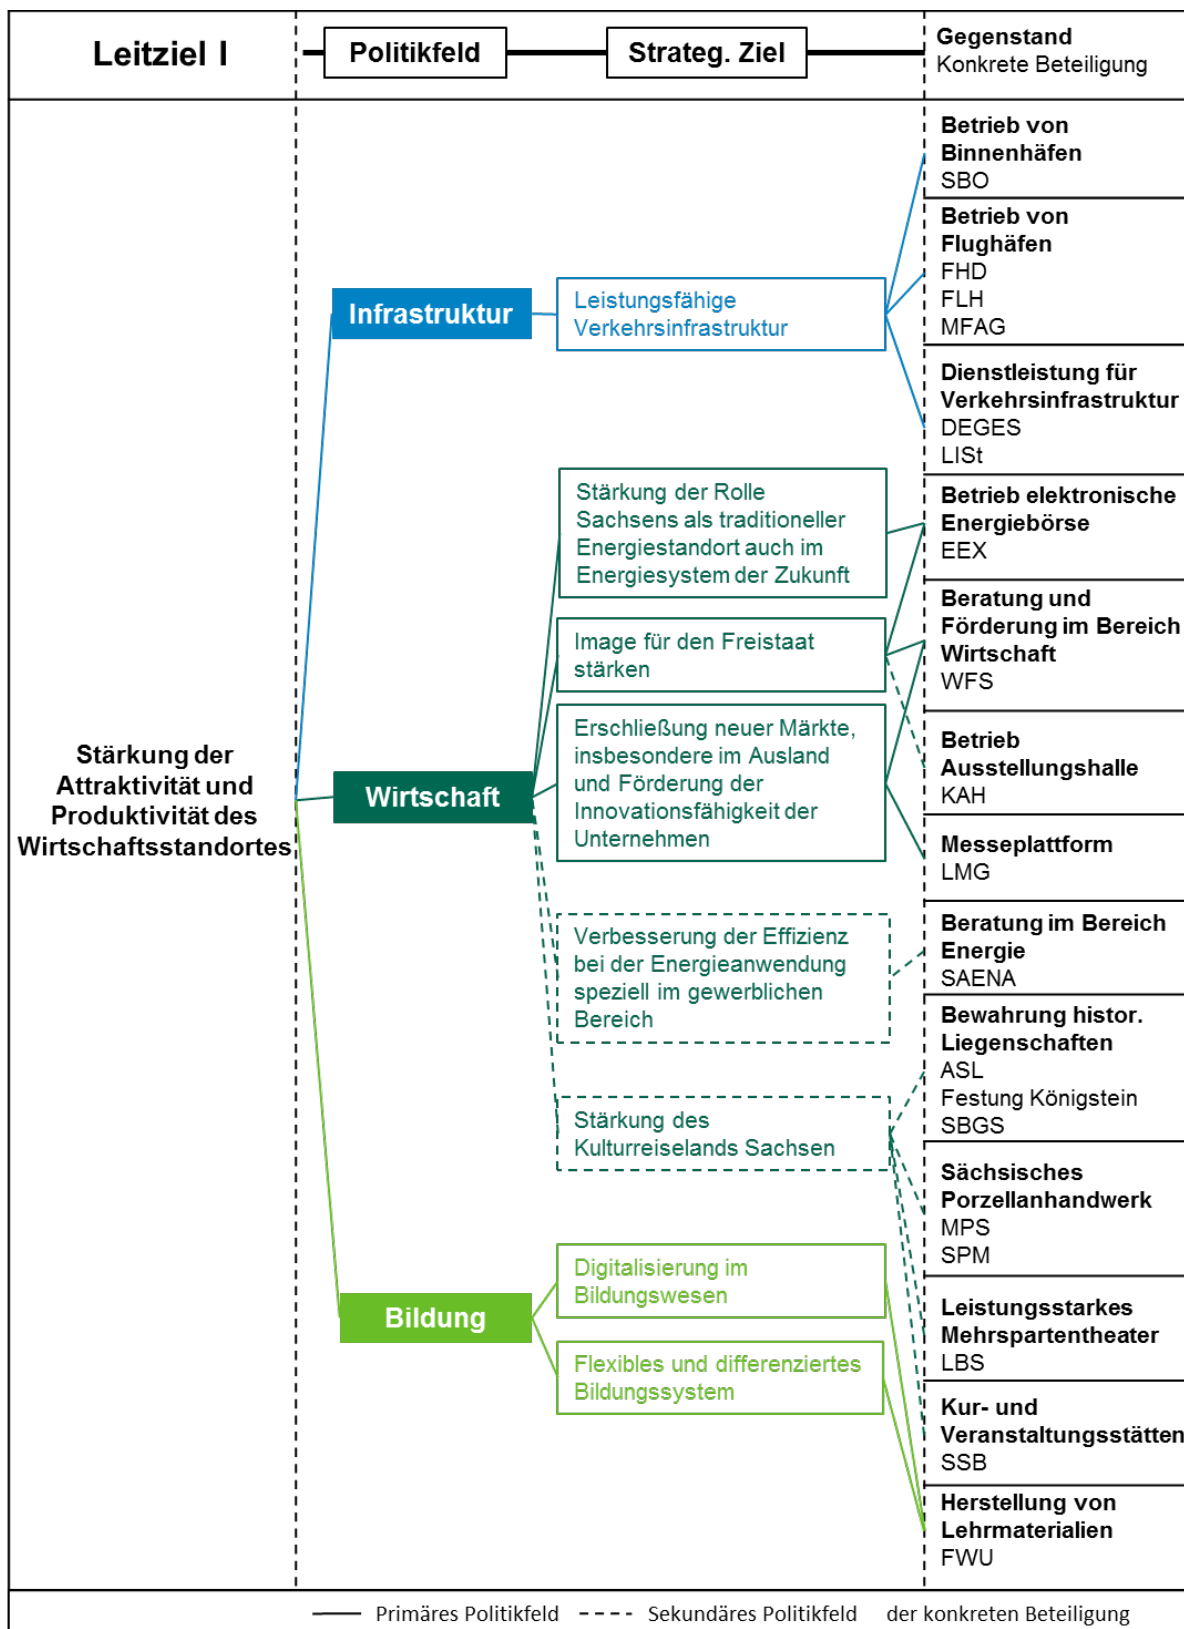 Leitziel I
Politikfeld
Strateg. Ziel
Gegenstand
Konkrete Beteiligung
Stärkung der
Attraktivität und
Produktivität des
Wirtschaftsstandortes
Infrastruktur
Leistungsfähige
Verkehrsinfrastruktur
Wirtschaft
Stärkung der Rolle
Sachsens als traditioneller
Energiestandort auch im
Energiesystem der Zukunft
Image für den Freistaat
stärken
Erschließung neuer Märkte,
insbesondere im Ausland
und Förderung der
Innovationsfähigkeit der
Unternehmen
Verbesserung der Effizienz
bei der Energieanwendung
speziell im gewerblichen
Bereich
Stärkung des
Kulturreiselands Sachsen
Bildung
Digitalisierung im
Bildungswesen
Flexibles und differenziertes
Bildungssystem
Betrieb von
Binnenhäfen
SBO
Betrieb von
Flughäfen
FHD
FLH
MFAG
Dienstleistung für
Verkehrsinfrastruktur
DEGES
LISt
Betrieb elektronische
Energiebörse
EEX
Beratung und
Förderung im Bereich
Wirtschaft
WFS
Betrieb
Ausstellungshalle
KAH
Messeplattform
LMG
Beratung im Bereich
Energie
SAENA
Bewahrung histor.
Liegenschaften
ASL
Festung Königstein
SBGS
Sächsisches
Porzellanhandwerk
MPS
SPM
Leistungsstarkes
Mehrspartentheater
LBS
Kur- und
Veranstaltungsstätten
SSB
Herstellung von
Lehrmaterialien
FWU
Primäres Politikfeld
Sekundäres Politikfeld
der konkreten Beteiligung